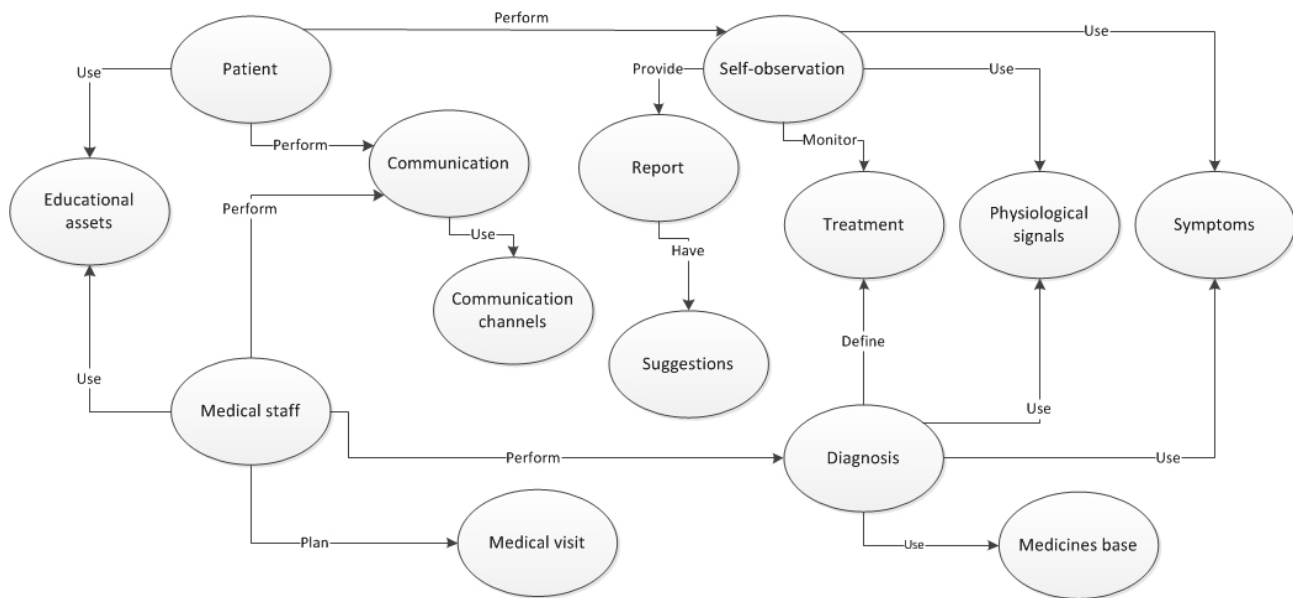 Perform
Patient
Self-observation
Use
Use
Provide
Use
Perform
Communication
Monitor
Report
Educational
assets
Perform
Treatment
Physiological
signals
Symptoms
Use
Have
Communication
channels
Define
Suggestions
Use
Medical staff
Use
Perform
Diagnosis
Use
Plan
Medical visit
Use
Medicines base